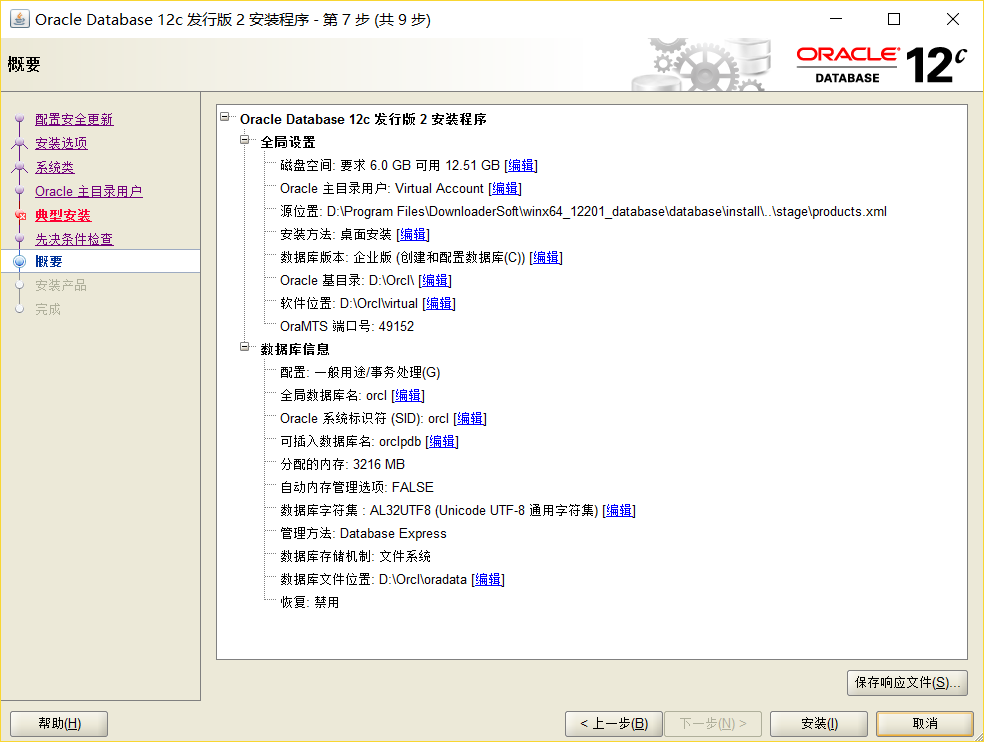 Oracle Database 12c 发行版 2 安装程序 - 第 7 步 (共 9 步)
概要
ORACLE®
DATABASE
12c
配置安全更新
安装选项
系统类
Oracle 主目录用户
典型安装
先决条件检查
概要
安装产品
完成
Oracle Database 12c 发行版 2 安装程序
全局设置
磁盘空间: 要求 6.0 GB 可用 12.51 GB [编辑]
Oracle 主目录用户: Virtual Account [编辑]
源位置: D:\Program Files\DownloaderSoft\winx64_12201_database\database\install\..\stage\products.xml
安装方法: 桌面安装 [编辑]
数据库版本: 企业版 (创建和配置数据库(C)) [编辑]
Oracle 基目录: D:\Orcl\ [编辑]
软件位置: D:\Orcl\virtual [编辑]
OraMTS 端口号: 49152
数据库信息
配置: 一般用途/事务处理(G)
全局数据库名: orcl [编辑]
Oracle 系统标识符 (SID): orcl [编辑]
可插入数据库名: orclpdb [编辑]
分配的内存: 3216 MB
自动内存管理选项: FALSE
数据库字符集 : AL32UTF8 (Unicode UTF-8 通用字符集) [编辑]
管理方法: Database Express
数据库存储机制: 文件系统
数据库文件位置: D:\Orcl\oradata [编辑]
恢复: 禁用
保存响应文件(S)...
帮助(H)
< 上一步(B)
下一步(N) >
安装(I)
取消